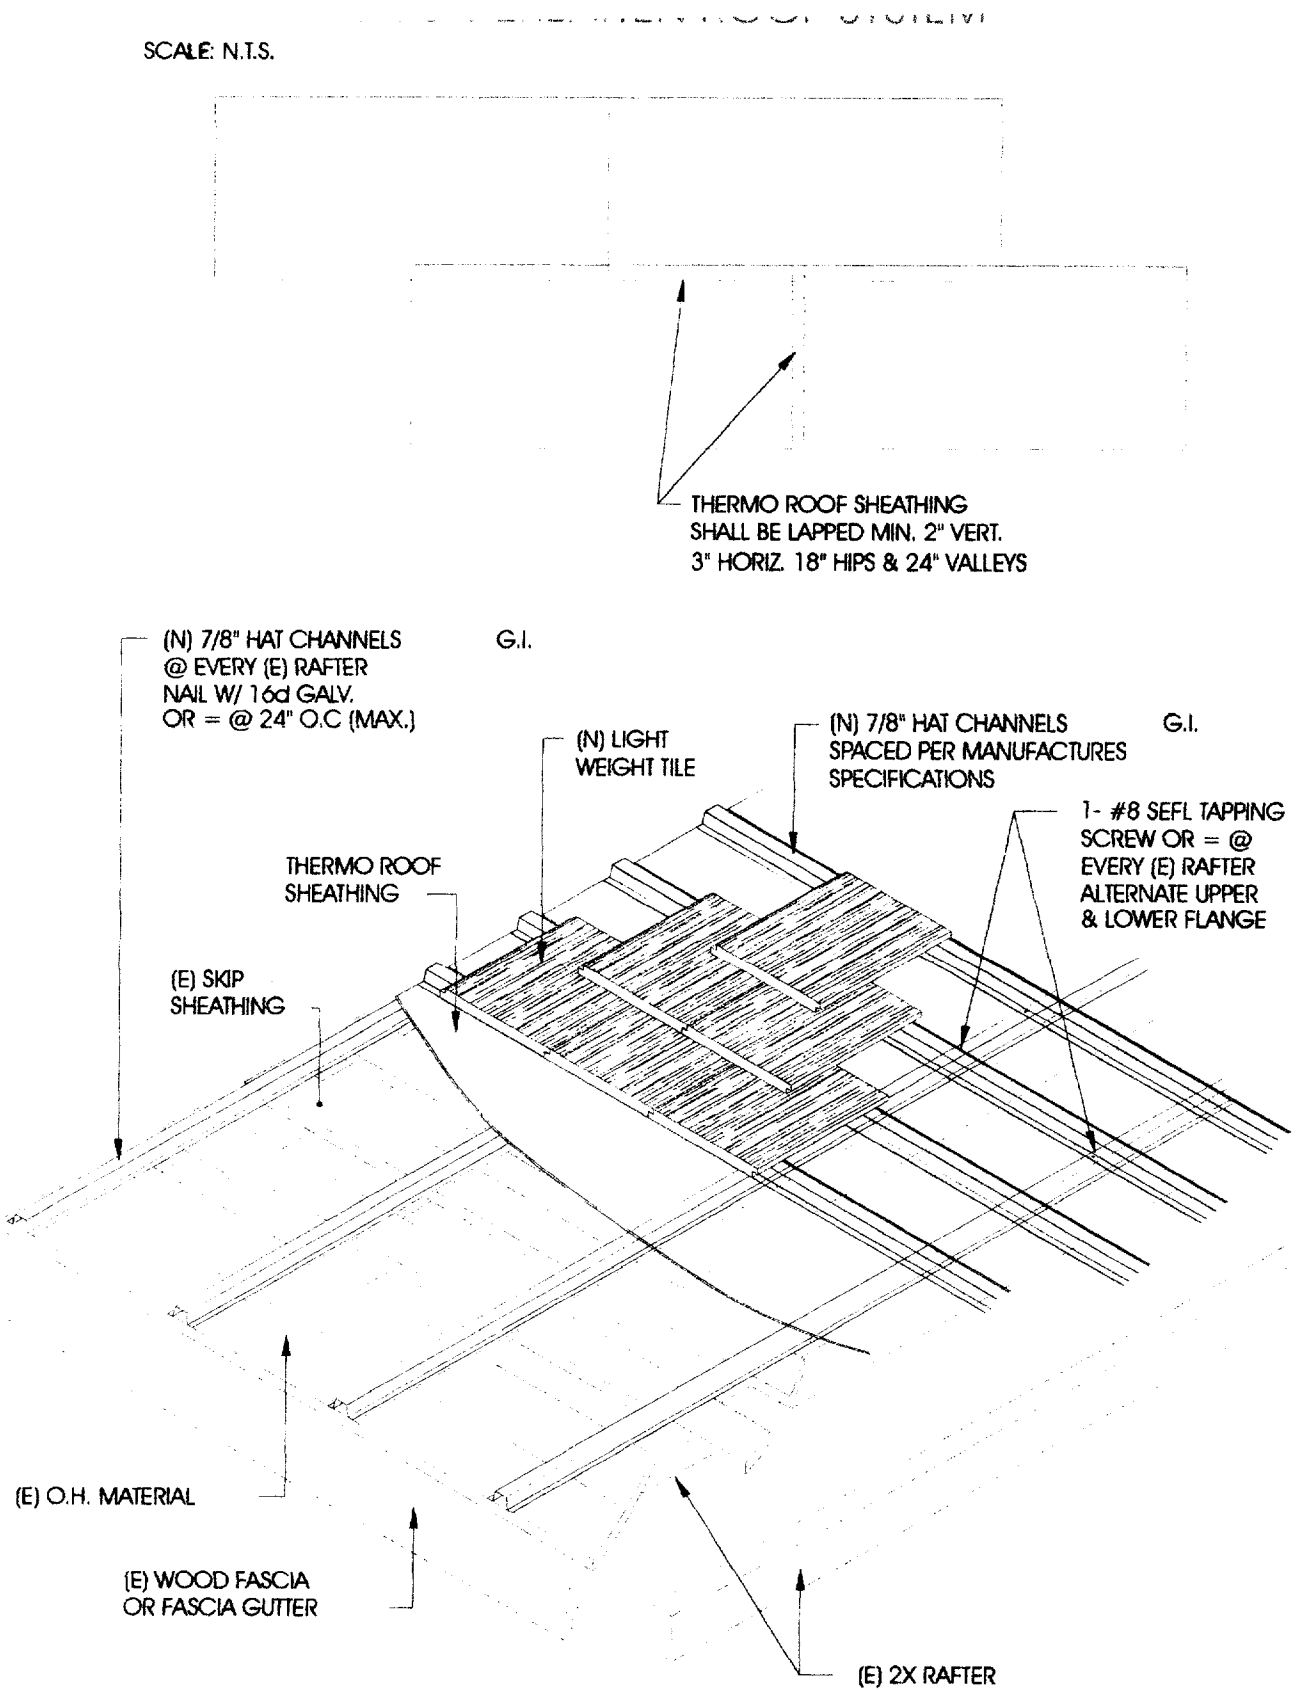 ROOF SYSTEM
SCALE: N.T.S.
THERMO ROOF SHEATHING
SHALL BE LAPPED MIN. 2" VERT.
3" HORIZ. 18" HIPS & 24" VALLEYS
(N) 7/8" HAT CHANNELS G.I.
@ EVERY (E) RAFTER
NAIL W/ 16d GALV.
OR = @ 24" O.C (MAX.)
(N) LIGHT
WEIGHT TILE
(N) 7/8" HAT CHANNELS G.I.
SPACED PER MANUFACTURES
SPECIFICATIONS
1- #8 SEFL TAPPING
SCREW OR = @
EVERY (E) RAFTER
ALTERNATE UPPER
& LOWER FLANGE
THERMO ROOF
SHEATHING
(E) SKIP
SHEATHING
(E) O.H. MATERIAL
(E) WOOD FASCIA
OR FASCIA GUTTER
(E) 2X RAFTER